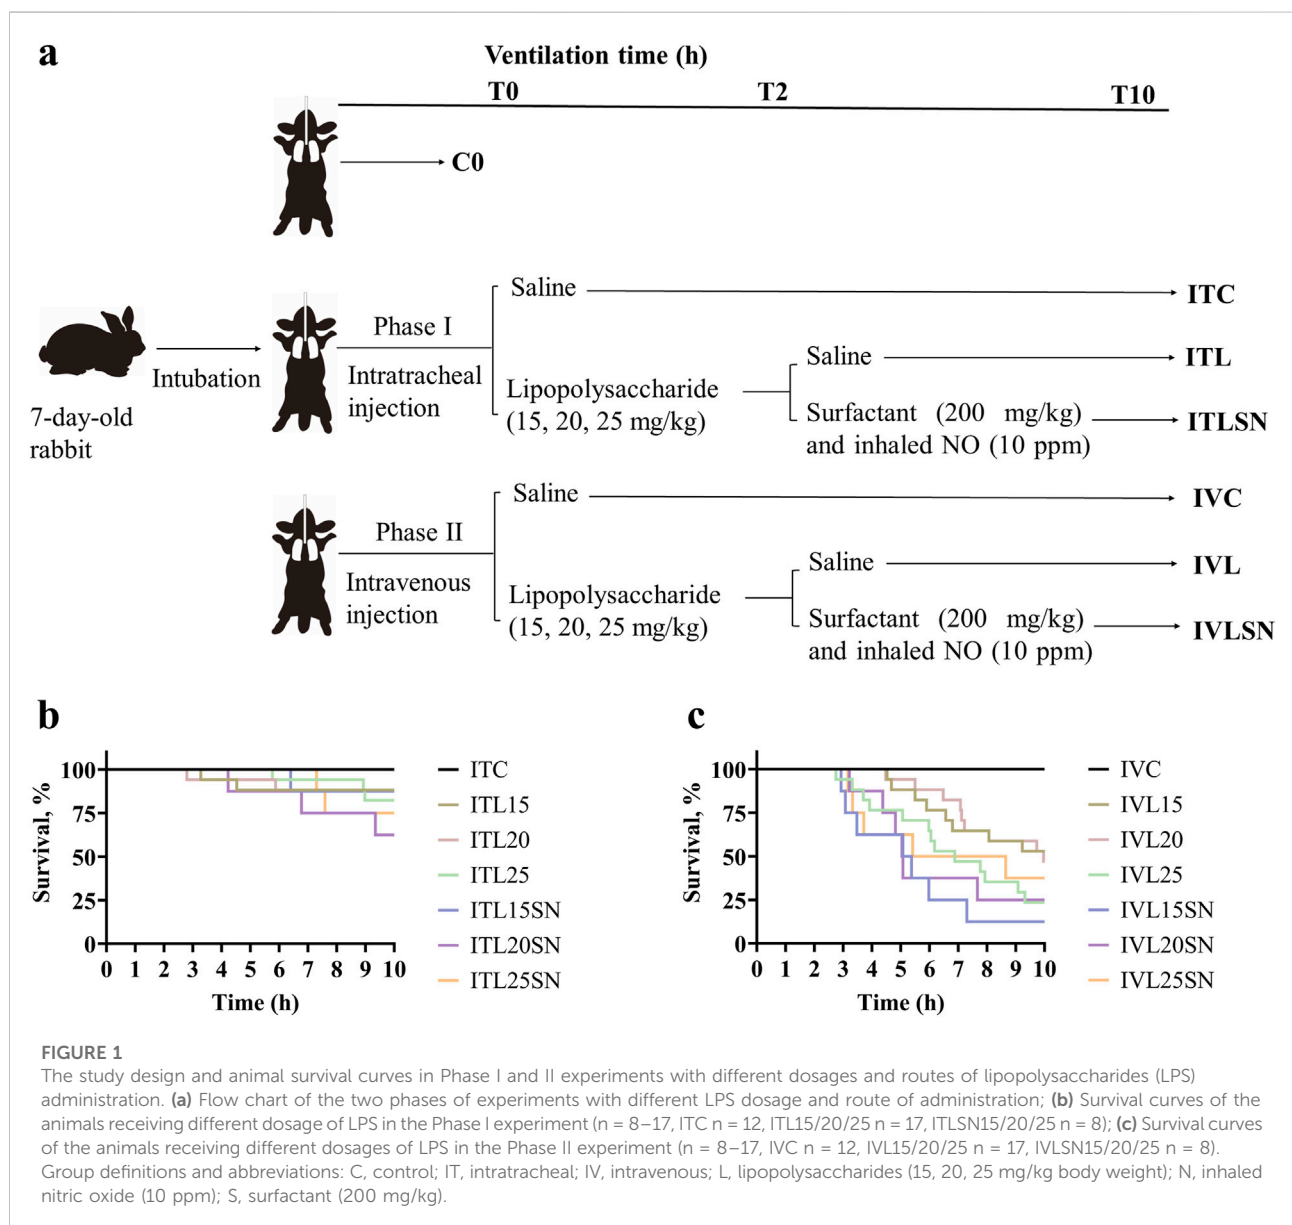 a
Ventilation time (h)
T0 T2 T10
C0
7-day-old
rabbit
Intubation
Phase I
Intratracheal
injection
Saline
ITC
Lipopolysaccharide
(15, 20, 25 mg/kg)
Saline
ITL
Surfactant (200 mg/kg)
and inhaled NO (10 ppm)
ITLSN
Phase II
Intravenous
injection
Saline
IVC
Lipopolysaccharide
(15, 20, 25 mg/kg)
Saline
IVL
Surfactant (200 mg/kg)
and inhaled NO (10 ppm)
IVLSN
b
Survival, %
100
75
50
25
0
0 1 2 3 4 5 6 7 8 9 10
Time (h)
ITC
ITL15
ITL20
ITL25
ITL15SN
ITL20SN
ITL25SN
c
Survival, %
100
75
50
25
0
0 1 2 3 4 5 6 7 8 9 10
Time (h)
IVC
IVL15
IVL20
IVL25
IVL15SN
IVL20SN
IVL25SN
FIGURE 1
The study design and animal survival curves in Phase I and II experiments with different dosages and routes of lipopolysaccharides (LPS)
administration. (a) Flow chart of the two phases of experiments with different LPS dosage and route of administration; (b) Survival curves of the
animals receiving different dosage of LPS in the Phase I experiment (n = 8–17, ITC n = 12, ITL15/20/25 n = 17, ITLSN15/20/25 n = 8); (c) Survival curves
of the animals receiving different dosages of LPS in the Phase II experiment (n = 8–17, IVC n = 12, IVL15/20/25 n = 17, IVLSN15/20/25 n = 8).
Group definitions and abbreviations: C, control; IT, intratracheal; IV, intravenous; L, lipopolysaccharides (15, 20, 25 mg/kg body weight); N, inhaled
nitric oxide (10 ppm); S, surfactant (200 mg/kg).